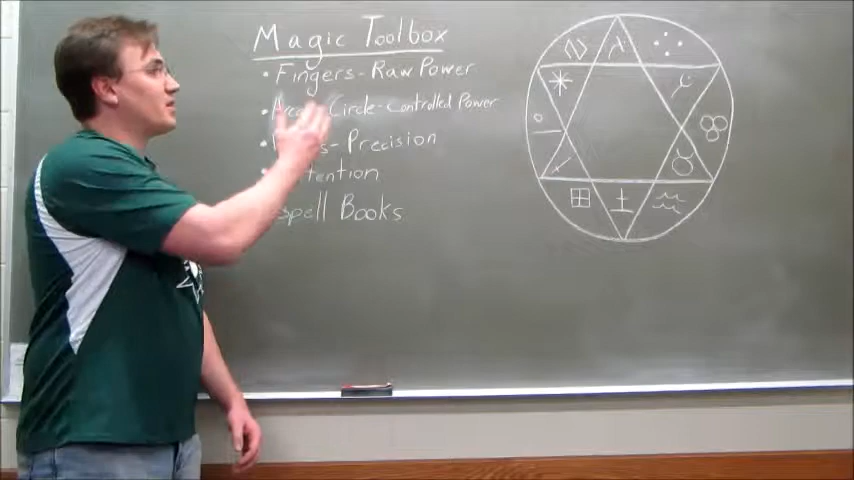 Magic Toolbox
• Fingers - Raw Power
• Circle - Controlled Power
• - Precision
•
Spell Books